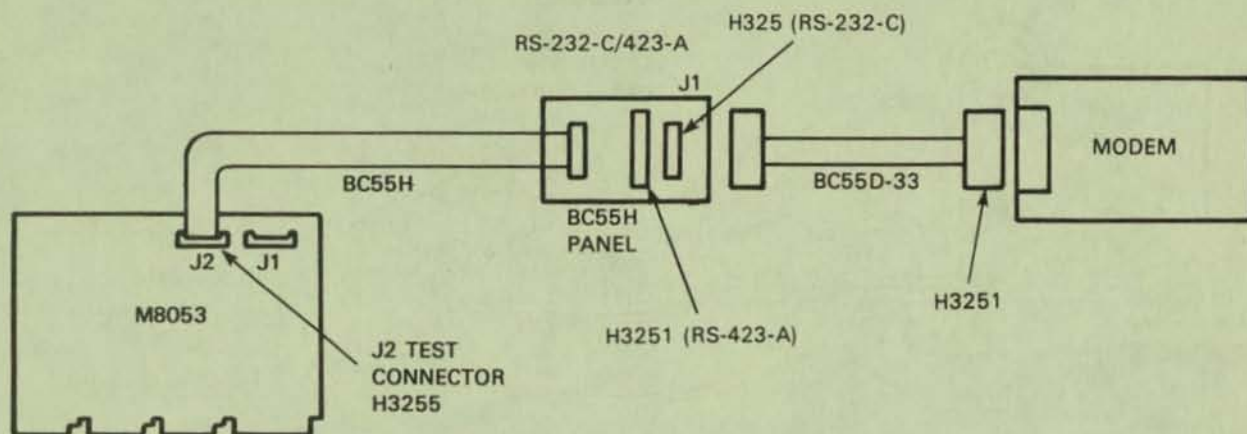 H325 (RS-232-C)
RS-232-C/423-A
J1
MODEM
BC55H
BC55D-33
BC55H
PANEL
J2
J1
M8053
H3251
H3251 (RS-423-A)
J2 TEST
CONNECTOR
H3255